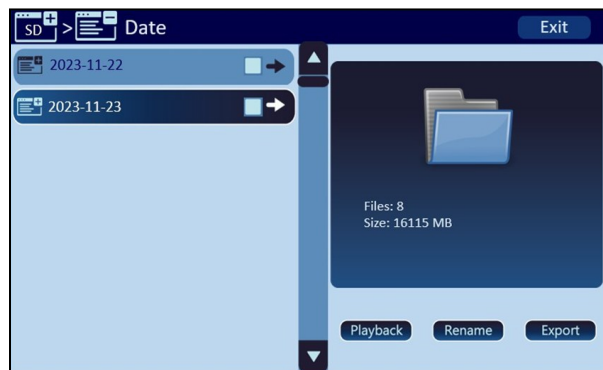 SD > Date
Exit
2023-11-22
2023-11-23
Files: 8
Size: 16115 MB
Playback Rename Export